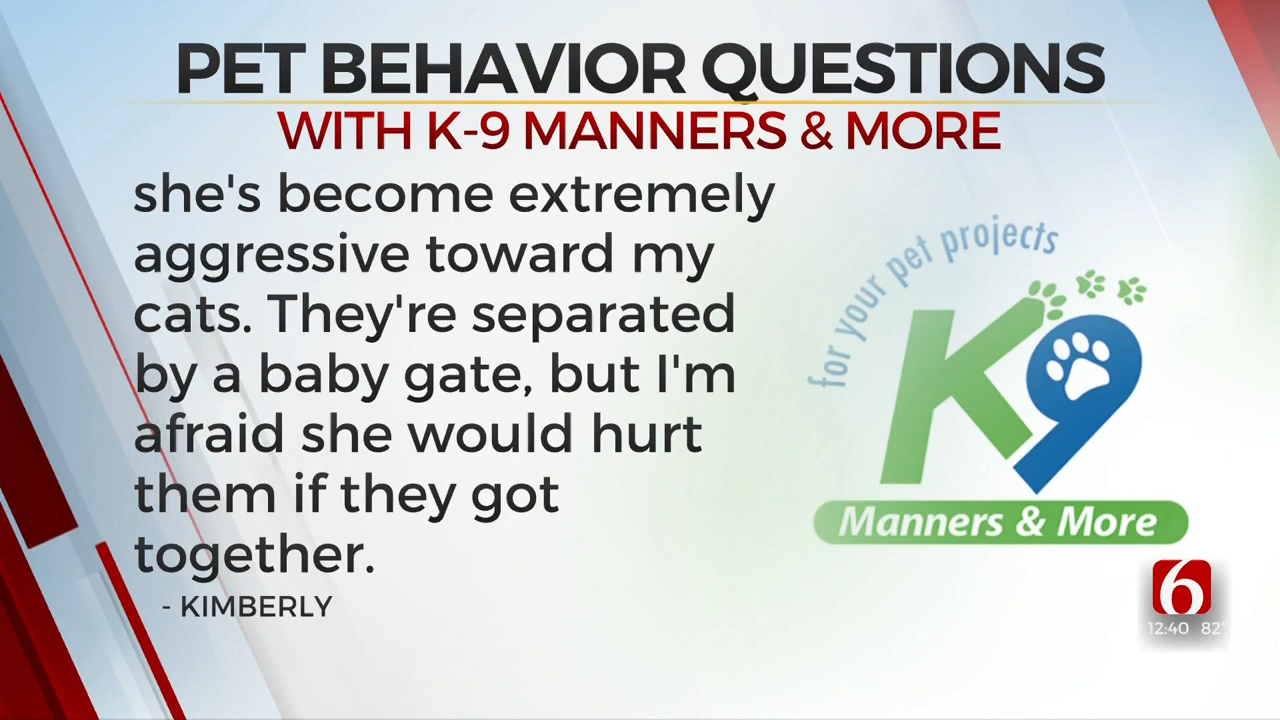 PET BEHAVIOR QUESTIONS
WITH K-9 MANNERS & MORE
she's become extremely
aggressive toward my
cats. They're separated
by a baby gate, but I'm
afraid she would hurt
them if they got
together.
- KIMBERLY
for your pet projects
K9
Manners & More
6
12:40 82°